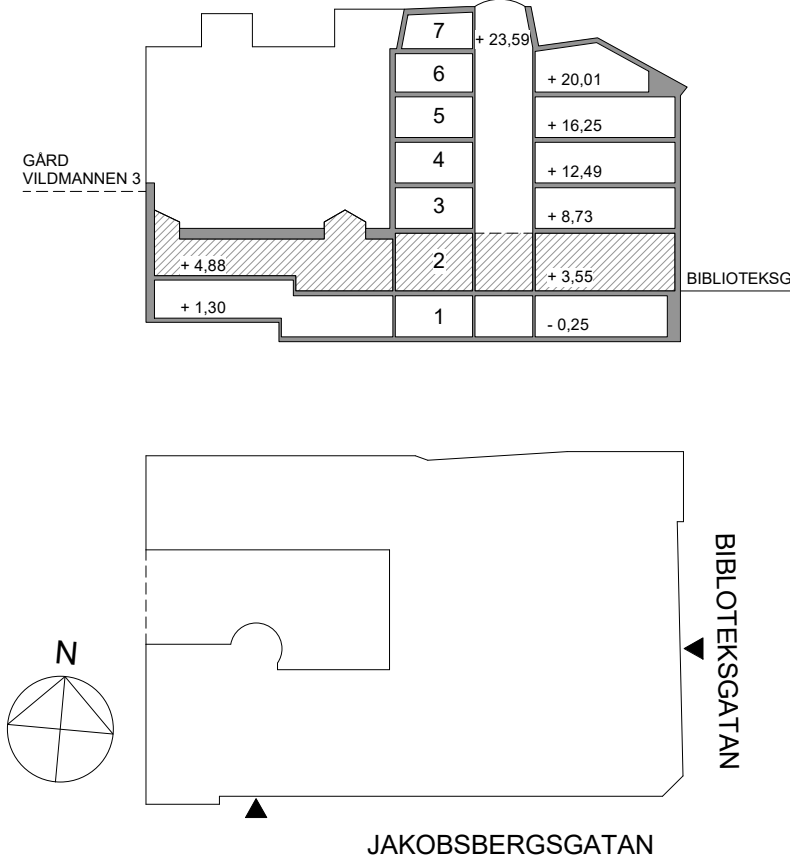 7
+ 23,59
6
+ 20,01
5
+ 16,25
4
+ 12,49
GÅRD
VILDMANNEN 3
3
+ 8,73
2
+ 4,88
+ 3,55
BIBLIOTEKSG
+ 1,30
1
- 0,25
BIBLOTEKSGATAN
N
JAKOBSBERGSGATAN